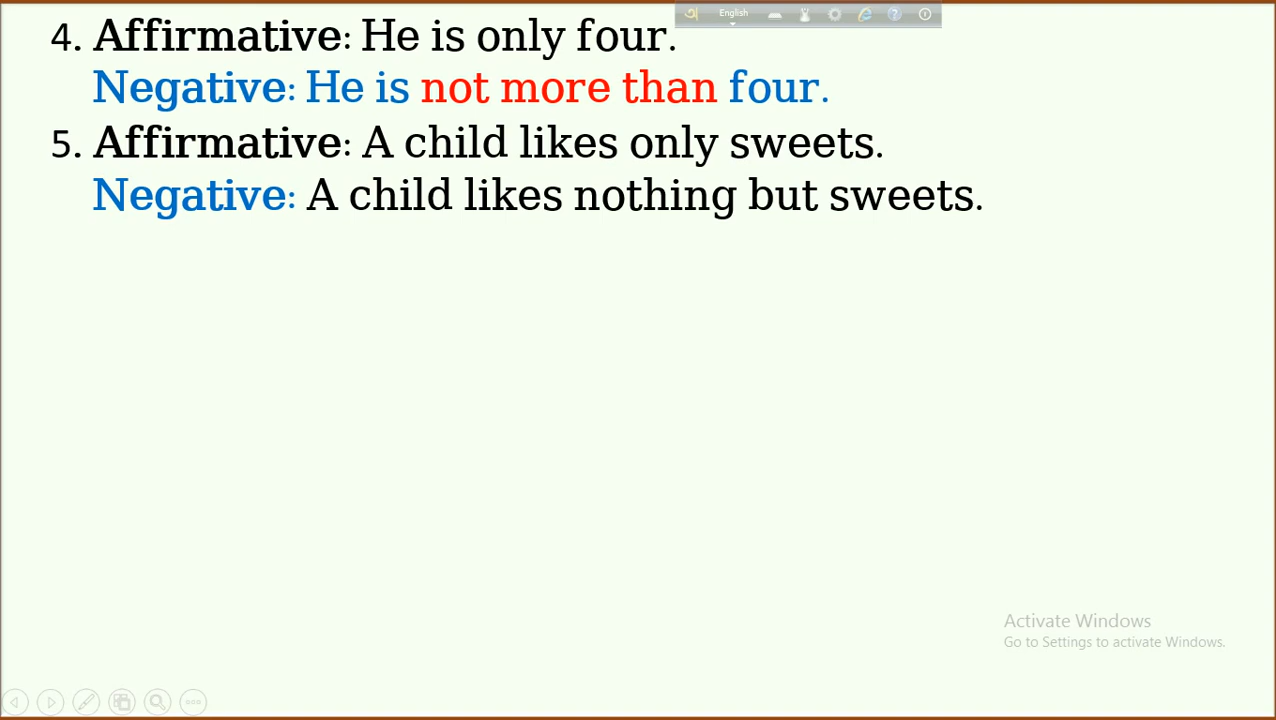 4. Affirmative: He is only four.
Negative: He is not more than four.
5. Affirmative: A child likes only sweets.
Negative: A child likes nothing but sweets.
অ English
Activate Windows
Go to Settings to activate Windows.